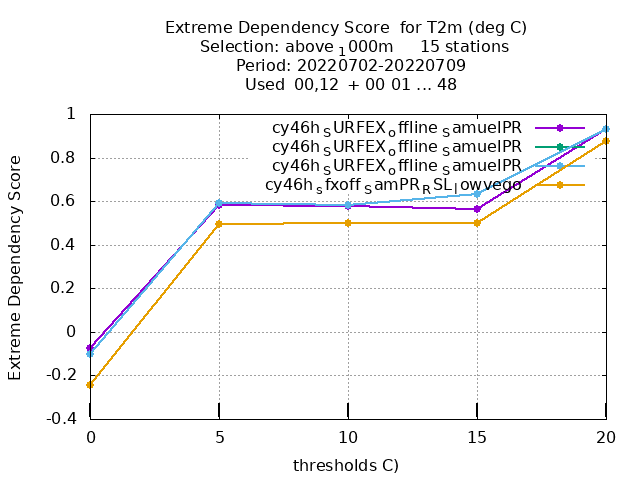 Extreme Dependency Score  for T2m (deg C)
Selection: above 1000m     15 stations
Period: 20220702-20220709
Used  00,12  + 00 01 ... 48
1
0.8
0.6
0.4
0.2
0
-0.2
-0.4
Extreme Dependency Score
cy46h SURFEX offline SamuelPR
cy46h SURFEX offline SamuelPR
cy46h SURFEX offline SamuelPR
cy46h sfxoff SamPR RSL lowvego
0
5
10
15
20
thresholds C)